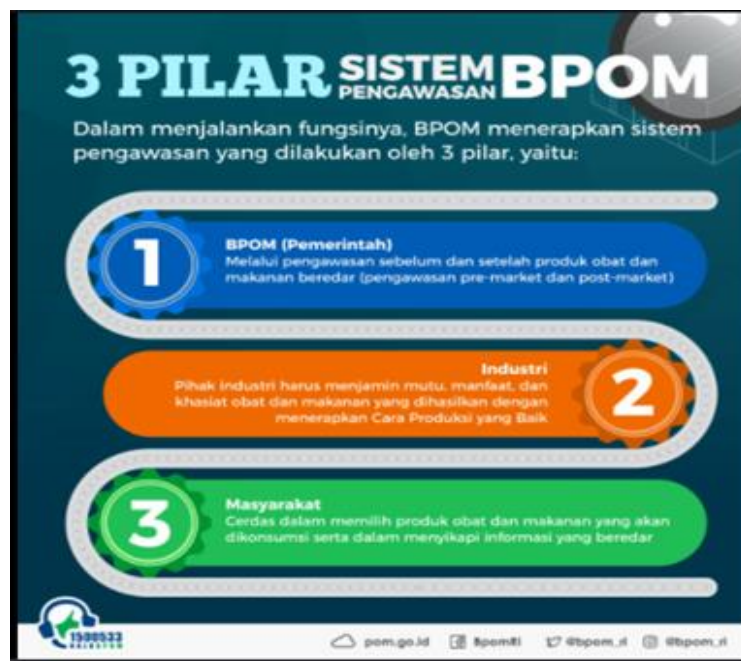 3 PILAR SISTEM PENGAWASAN BPOM
Dalam menjalankan fungsinya, BPOM menerapkan sistem
pengawasan yang dilakukan oleh 3 pilar, yaitu:
1
BPOM (Pemerintah)
Melalui pengawasan sebelum dan setelah produk obat dan
makanan beredar (pengawasan pre-market dan post-market)
Industri
Pihak industri harus menjamin mutu, manfaat, dan
khasiat obat dan makanan yang dihasilkan dengan
menerapkan Cara Produksi yang Baik
2
3
Masyarakat
Cerdas dalam memilih produk obat dan makanan yang akan
dikonsumsi serta dalam menyikapi informasi yang beredar
1500533
HALOBPOM
pom.go.id BpomRI @bpom_ri @bpom_ri